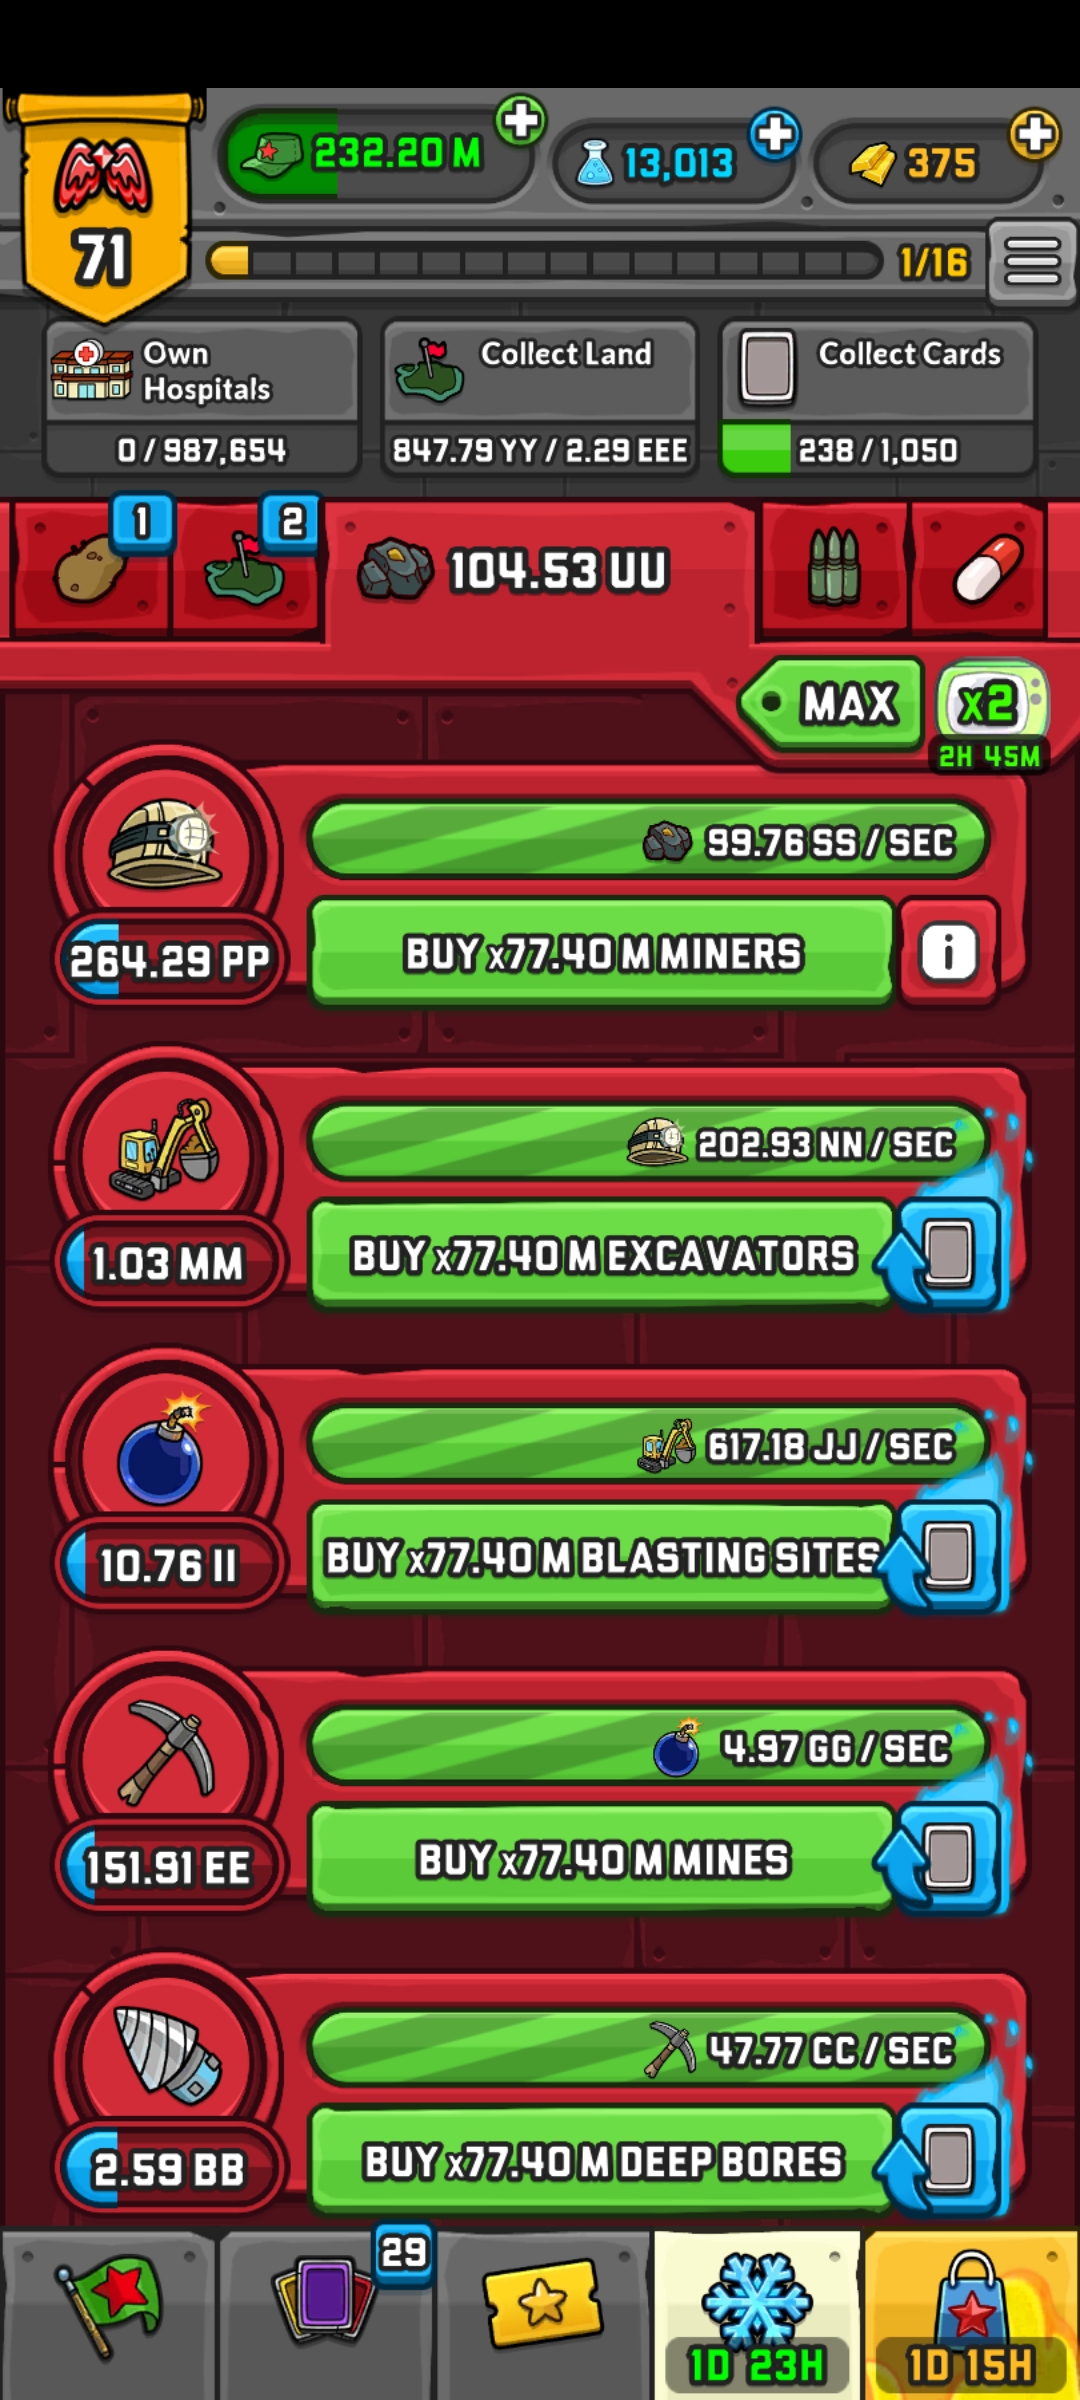 232.20 M
13,013
375
71
1/16
Own
Hospitals
Collect Land
Collect Cards
0 / 987,654
847.79 YY / 2.29 EEE
238 / 1,050
1
2
104.53 UU
MAX
x2
2H 45M
99.76 SS / SEC
264.29 PP
BUY x77.40 M MINERS
i
202.93 NN / SEC
1.03 MM
BUY x77.40 M EXCAVATORS
617.18 JJ / SEC
10.76 II
BUY x77.40 M BLASTING SITES
4.97 GG / SEC
151.91 EE
BUY x77.40 M MINES
47.77 CC / SEC
2.59 BB
BUY x77.40 M DEEP BORES
29
1D 23H
1D 15H